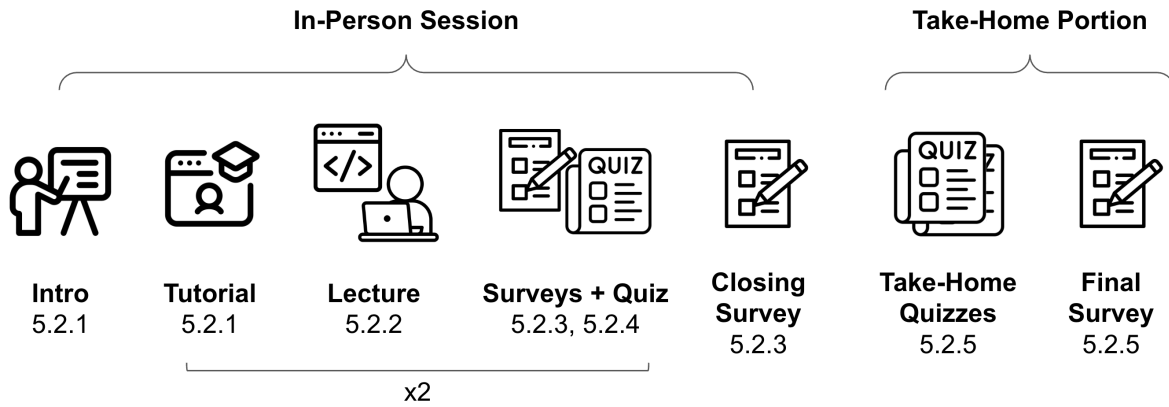 In-Person Session
Take-Home Portion
</>
QUIZ
QUIZ
Intro
5.2.1
Tutorial
5.2.1
Lecture
5.2.2
Surveys + Quiz
5.2.3, 5.2.4
Closing
Survey
5.2.3
Take-Home
Quizzes
5.2.5
Final
Survey
5.2.5
x2